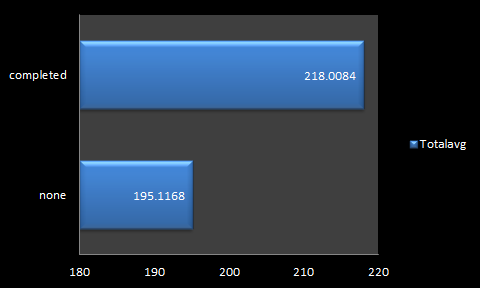 completed
218.0084
Totalavg
none
195.1168
180 190 200 210 220